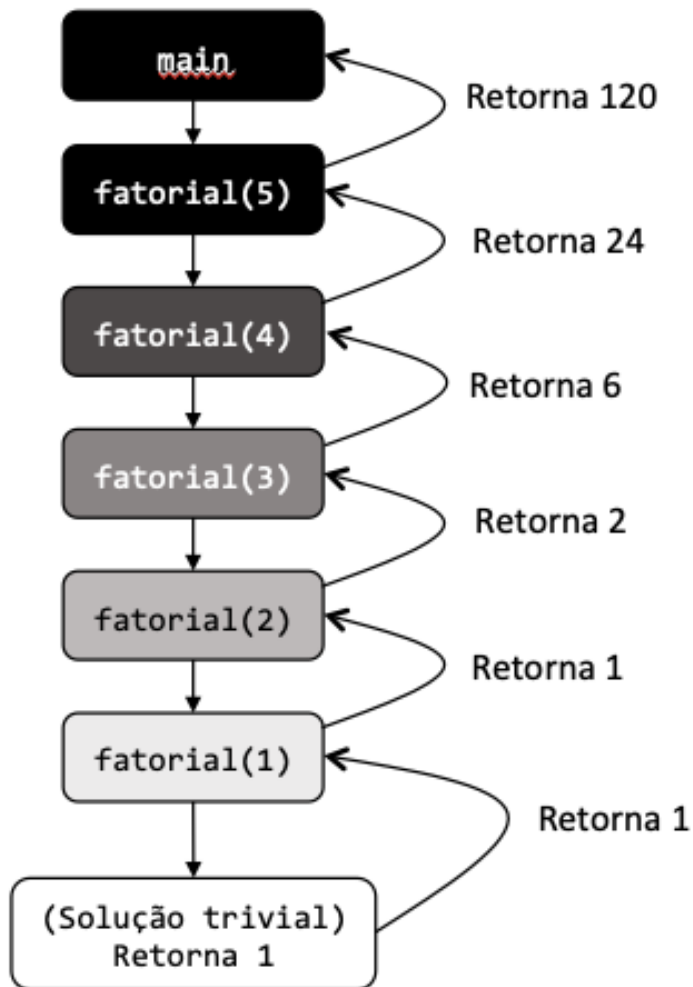 main
Retorna 120
fatorial(5)
Retorna 24
fatorial(4)
Retorna 6
fatorial(3)
Retorna 2
fatorial(2)
Retorna 1
fatorial(1)
Retorna 1
(Solução trivial)
Retorna 1